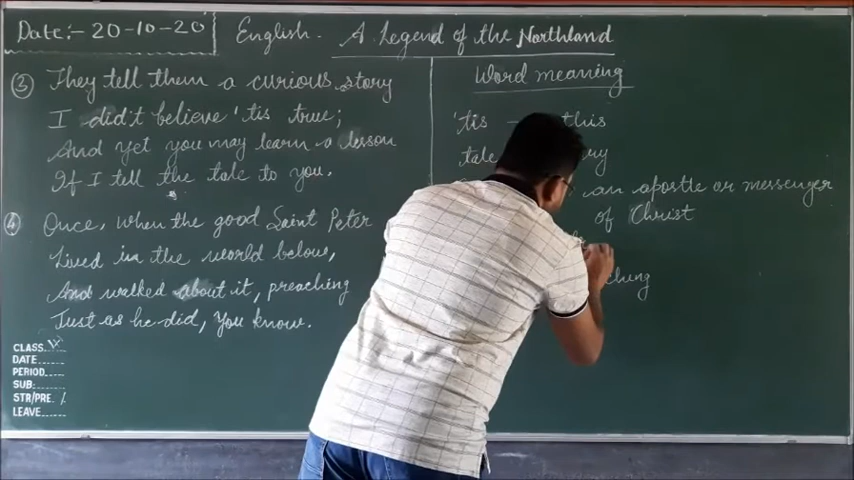 Date:- 20-10-20 English. A Legend of the Northland
③ They tell them a curious story
I did't believe 'tis true;
And yet you may learn a lesson
If I tell the tale to you.
④ Once, when the good Saint Peter
Lived in the world below,
And walked about it, preaching
Just as he did, you know.
CLASS.
DATE
PERIOD
SUB:
STR/PRE.
LEAVE
Word meaning
'tis this
tale
an apostle or messenger
of Christ